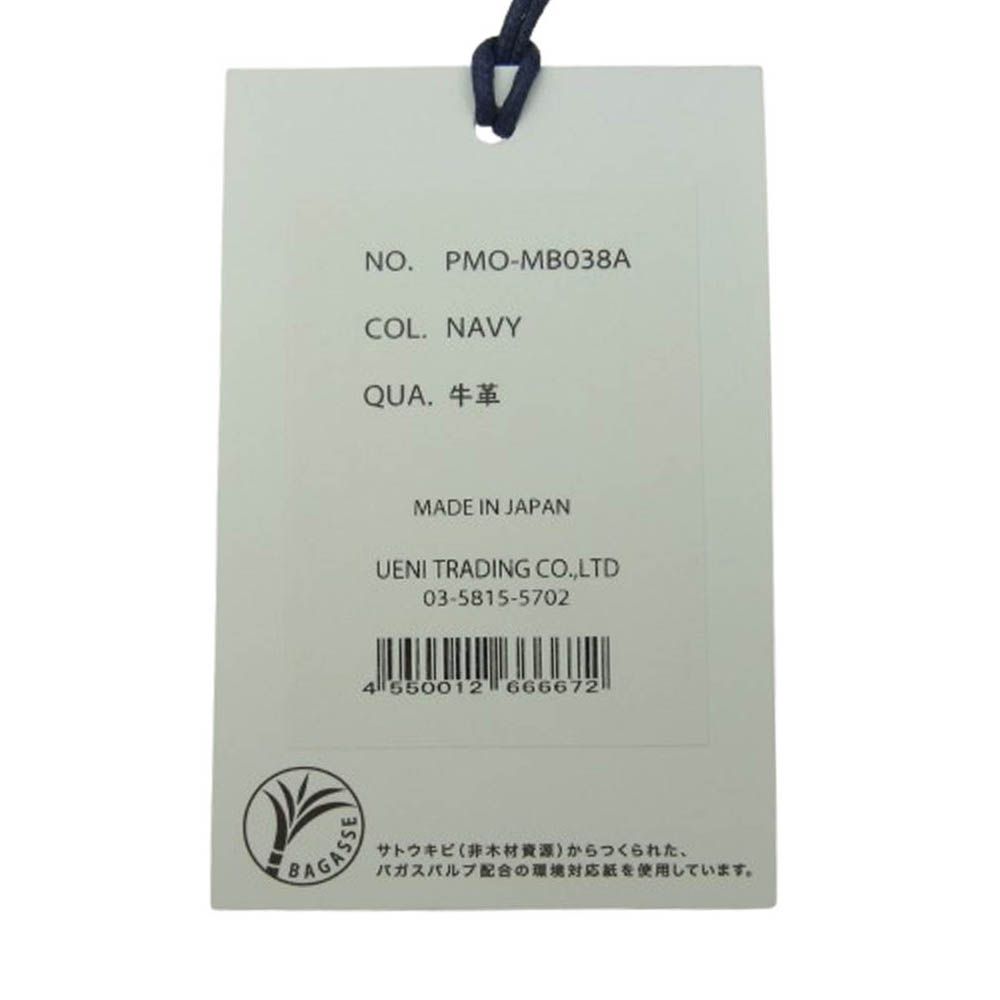 NO. PMO-MB038A
COL. NAVY
QUA. 牛革
MADE IN JAPAN
UENI TRADING CO.,LTD
03-5815-5702
4 550012 666672
BAGASSE
サトウキビ(非木材資源)からつくられた、
バガスパルプ配合の環境対応紙を使用しています。